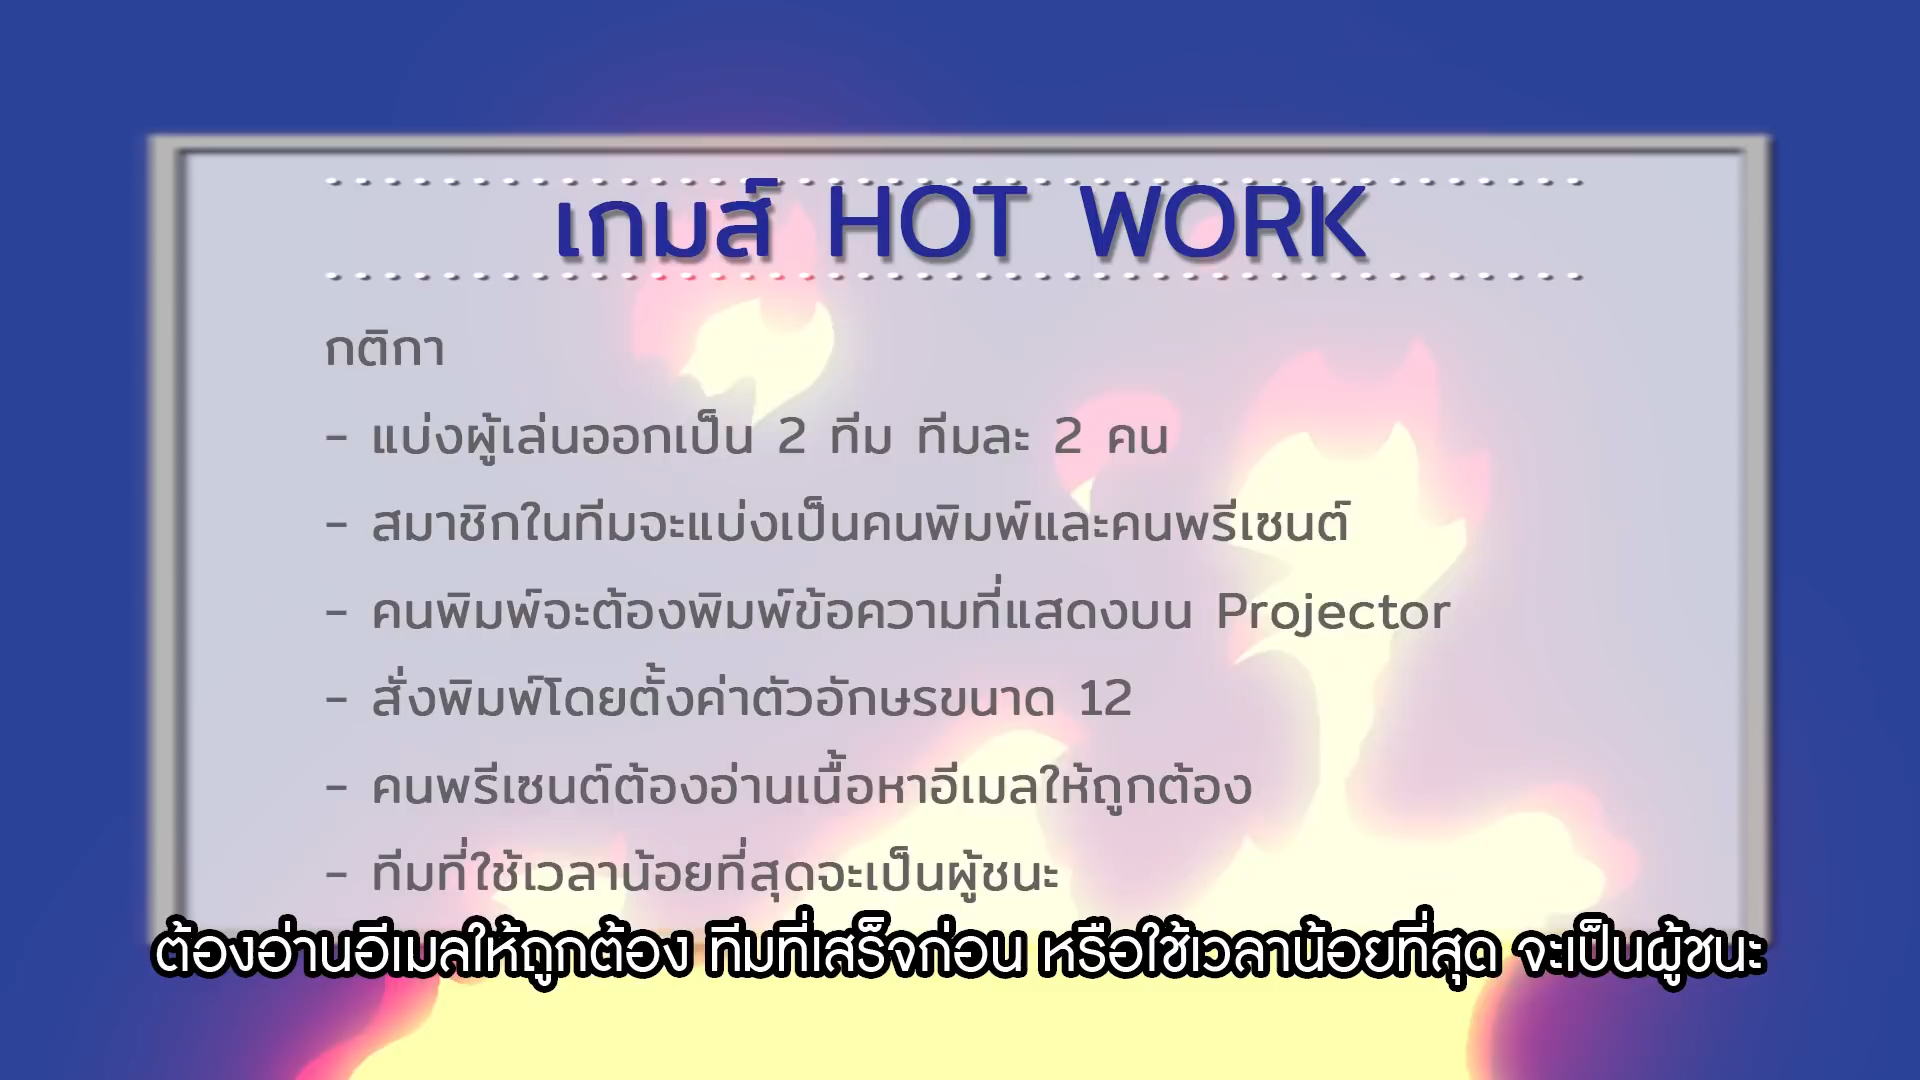 เกมส์ HOT WORK
กติกา
- แบ่งผู้เล่นออกเป็น 2 ทีม ทีมละ 2 คน
- สมาชิกในทีมจะแบ่งเป็นคนพิมพ์และคนพรีเซนต์
- คนพิมพ์จะต้องพิมพ์ข้อความที่แสดงบน Projector
- สั่งพิมพ์โดยตั้งค่าตัวอักษรขนาด 12
- คนพรีเซนต์ต้องอ่านเนื้อหาอีเมลให้ถูกต้อง
- ทีมที่ใช้เวลาน้อยที่สุดจะเป็นผู้ชนะ
ต้องอ่านอีเมลให้ถูกต้อง ทีมที่เสร็จก่อน หรือใช้เวลาน้อยที่สุด จะเป็นผู้ชนะ